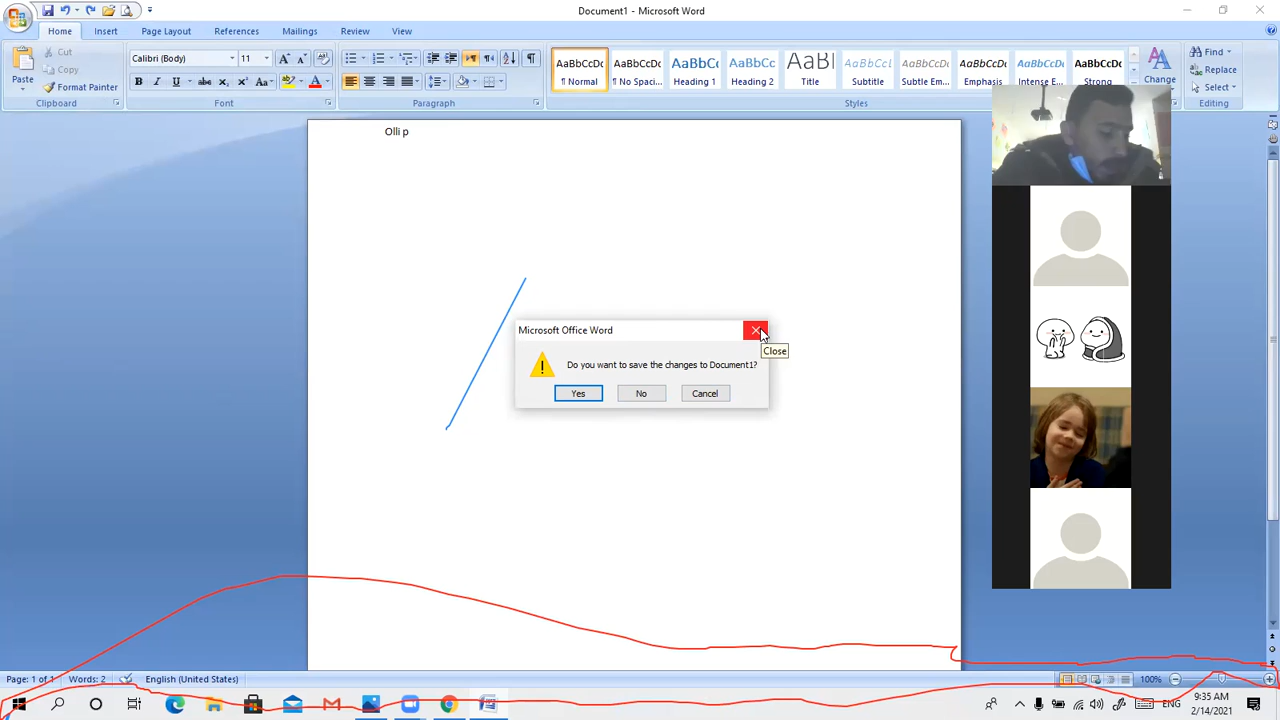 Document1 - Microsoft Word
Home Insert Page Layout References Mailings Review View
Paste
Cut
Copy
Format Painter
Clipboard
Calibri (Body) 11
B I U abc x₂ x² Aa
Font
Paragraph
AaBbCcDc AaBbCcDc AaBbCc AaBbCc AaBl AaBbCcL AaBbCcDc AaBbCcDc AaBbCcDc AaBbCcDc
¶ Normal ¶ No Spaci... Heading 1 Heading 2 Title Subtitle Subtle Em... Emphasis Intense E... Strong
Change
Styles
Find
Replace
Select
Editing
Olli p
Microsoft Office Word
Close
Do you want to save the changes to Document1?
Yes No Cancel
Page: 1 of 1 Words: 2 English (United States) 100%
ENG
9:35 AM
2/14/2021